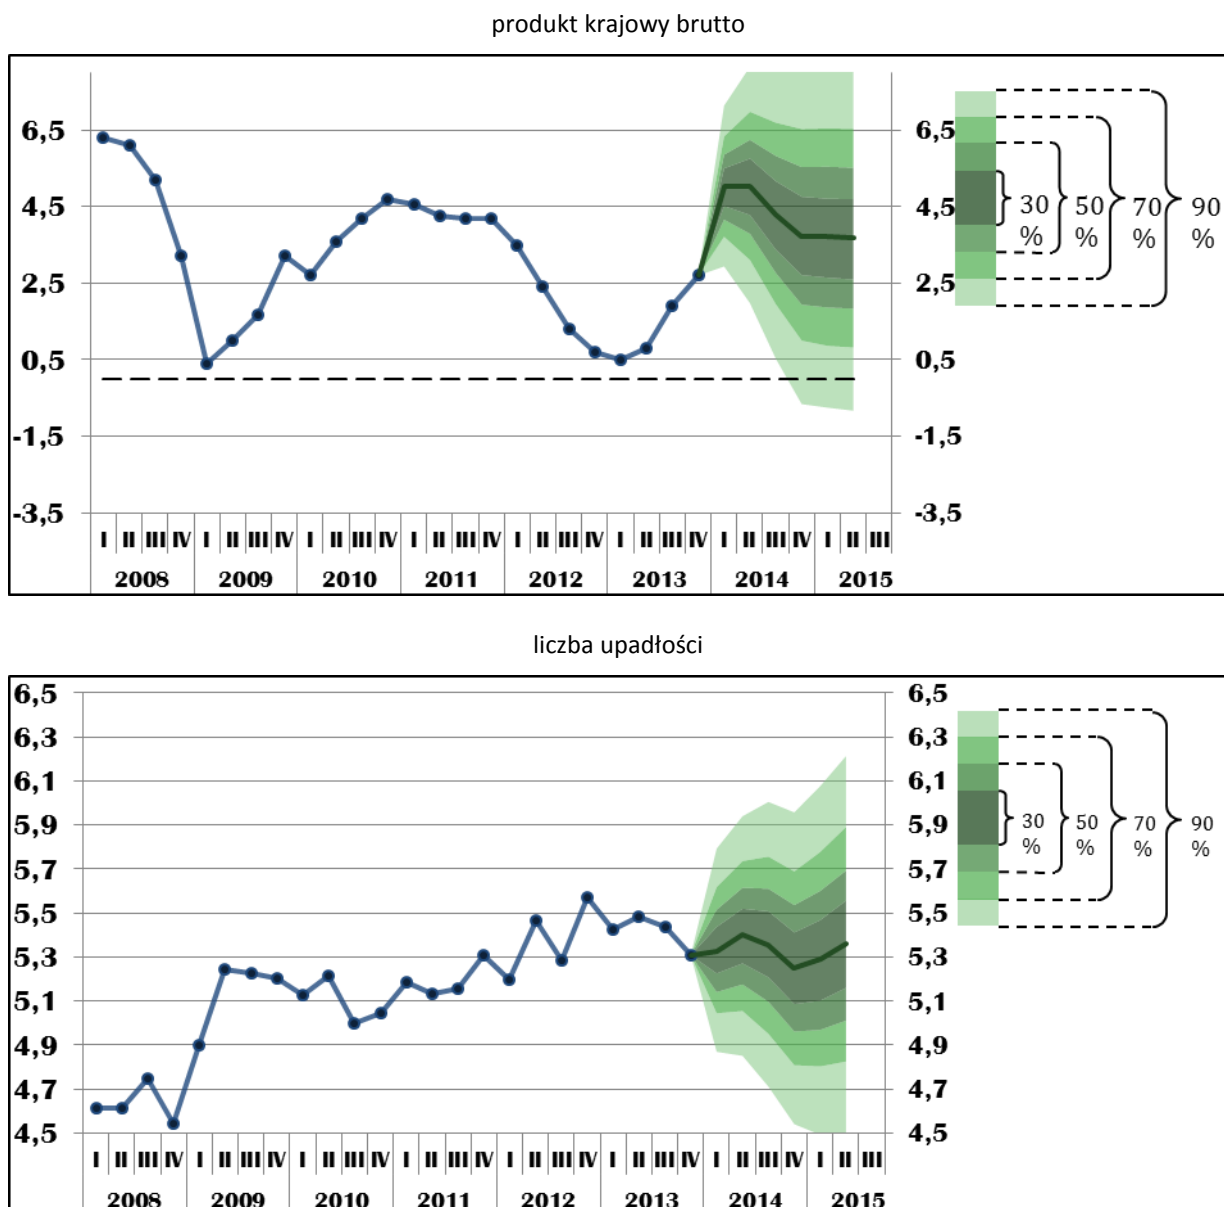 produkt krajowy brutto
6,5 6,5
4,5 4,5
2,5 2,5
0,5 0,5
-1,5 -1,5
-3,5 -3,5
30 % 50 % 70 % 90 %
I II III IV I II III IV I II III IV I II III IV I II III IV I II III IV I II III IV I II III
2008 2009 2010 2011 2012 2013 2014 2015
liczba upadłości
6,5 6,5
6,3 6,3
6,1 6,1
5,9 5,9
5,7 5,7
5,5 5,5
5,3 5,3
5,1 5,1
4,9 4,9
4,7 4,7
4,5 4,5
30 % 50 % 70 % 90 %
I II III IV I II III IV I II III IV I II III IV I II III IV I II III IV I II III IV I II III
2008 2009 2010 2011 2012 2013 2014 2015